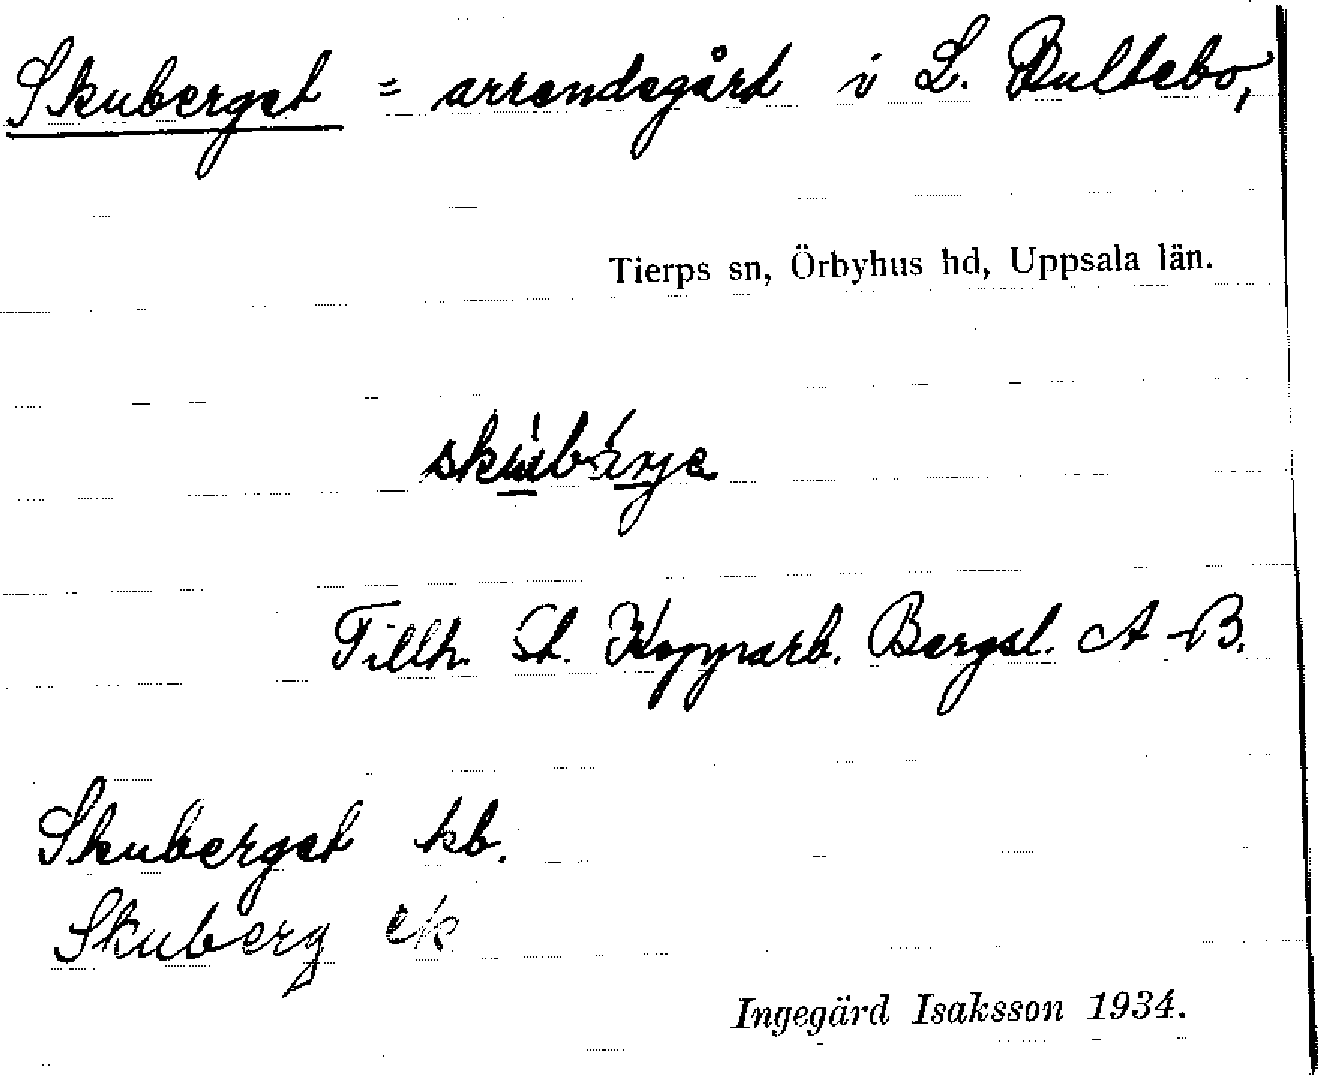 Skuberget = arrendegård i L. Bultebo,
Tierps sn, Örbyhus hd, Uppsala län.
Tillh. St. Kopparb. Bergsl. A-B.
Skuberget kb.
Skuberg ek
Ingegärd Isaksson 1934.